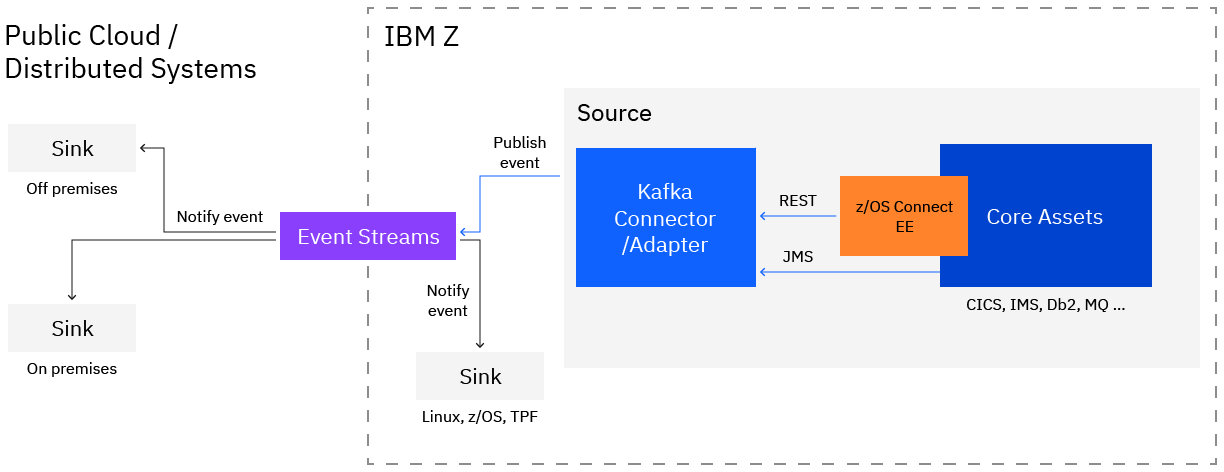 Public Cloud /
Distributed Systems
IBM Z
Source
Sink
Off premises
Notify event
Event Streams
Sink
On premises
Publish
event
Notify
event
Sink
Linux, z/OS, TPF
Kafka
Connector
/Adapter
REST
JMS
z/OS Connect
EE
Core Assets
CICS, IMS, Db2, MQ ...